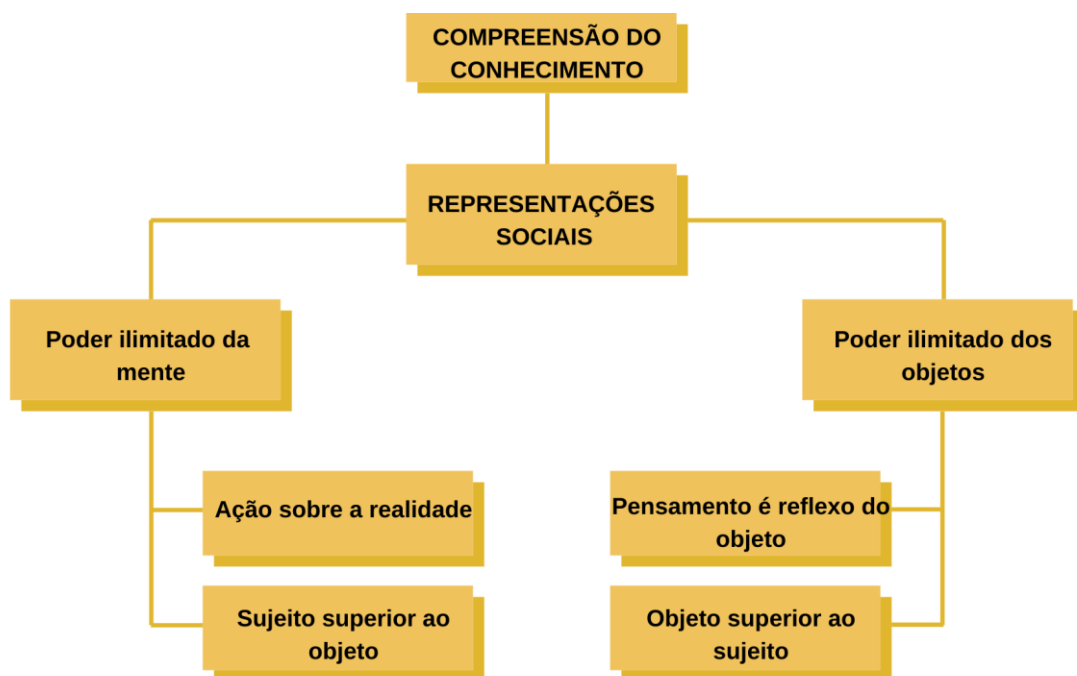 COMPREENSÃO DO
CONHECIMENTO
REPRESENTAÇÕES
SOCIAIS
Poder ilimitado da
mente
Poder ilimitado dos
objetos
Ação sobre a realidade
Pensamento é reflexo do
objeto
Sujeito superior ao
objeto
Objeto superior ao
sujeito